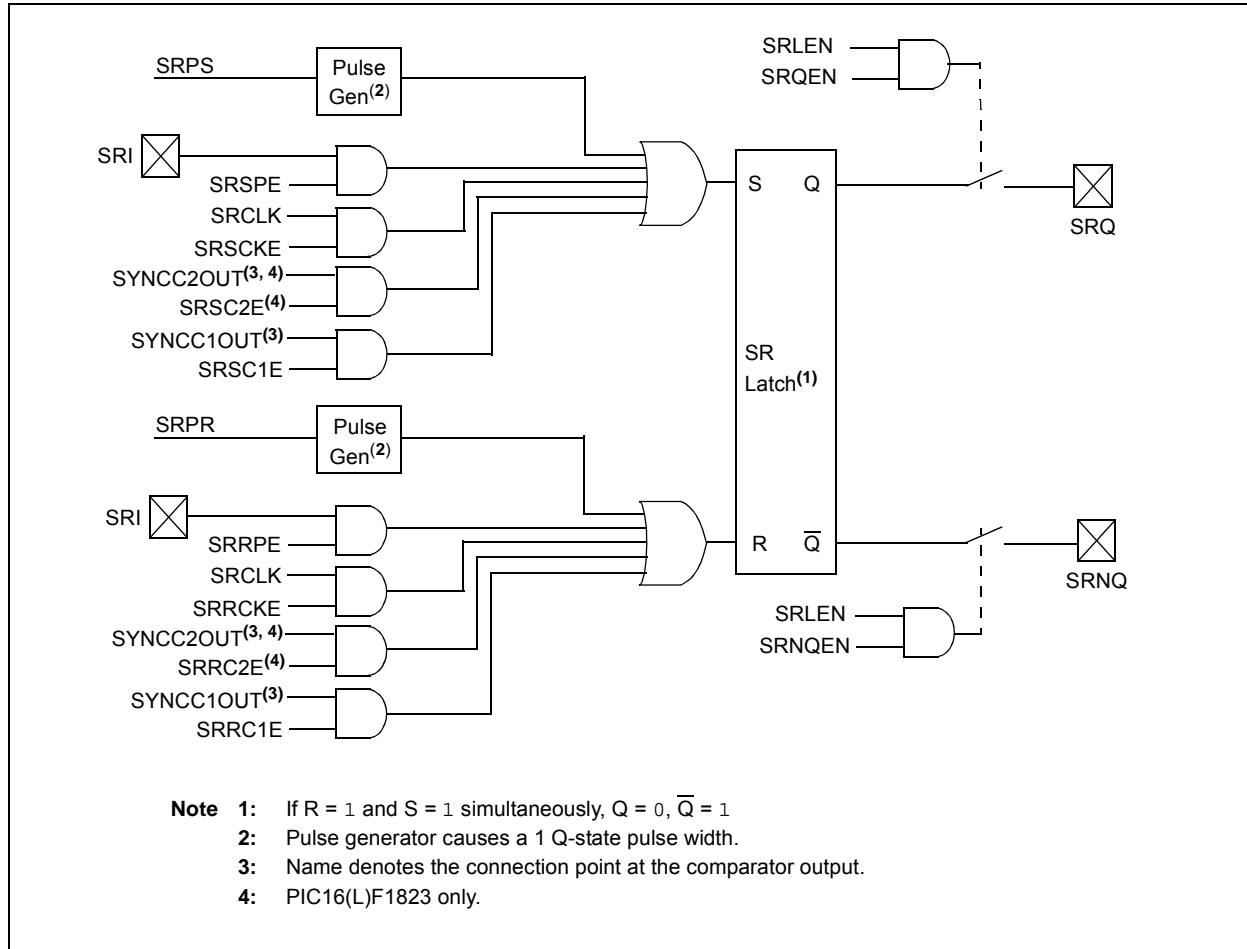 SRPS
Pulse
Gen(2)
SRI
SRSPE
SRCLK
SRSCKE
SYNCC2OUT(3, 4)
SRSC2E(4)
SYNCC1OUT(3)
SRSC1E
SRPR
Pulse
Gen(2)
SRI
SRRPE
SRCLK
SRRCKE
SYNCC2OUT(3, 4)
SRRC2E(4)
SYNCC1OUT(3)
SRRC1E
S Q
SR
Latch(1)
R Q̅
SRLEN
SRQEN
SRQ
SRLEN
SRNQEN
SRNQ
Note 1: If R = 1 and S = 1 simultaneously, Q = 0, Q̅ = 1
2: Pulse generator causes a 1 Q-state pulse width.
3: Name denotes the connection point at the comparator output.
4: PIC16(L)F1823 only.